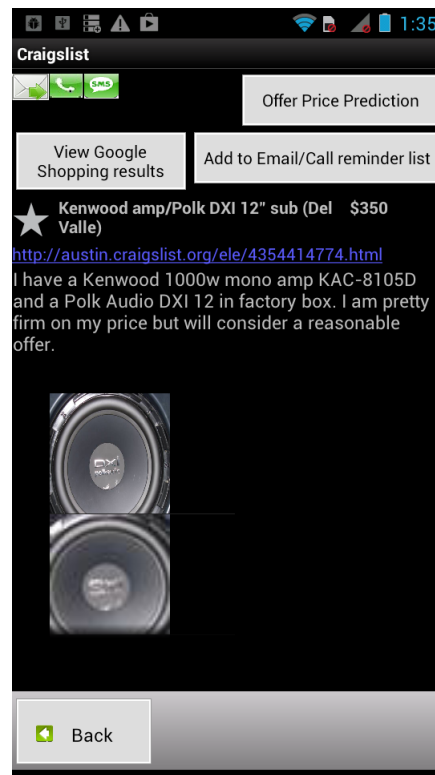 1:35
Craigslist
SMS
Offer Price Prediction
View Google
Shopping results
Add to Email/Call reminder list
Kenwood amp/Polk DXI 12" sub (Del $350
Valle)
http://austin.craigslist.org/ele/4354414774.html
I have a Kenwood 1000w mono amp KAC-8105D
and a Polk Audio DXI 12 in factory box. I am pretty
firm on my price but will consider a reasonable
offer.
DXi
Back